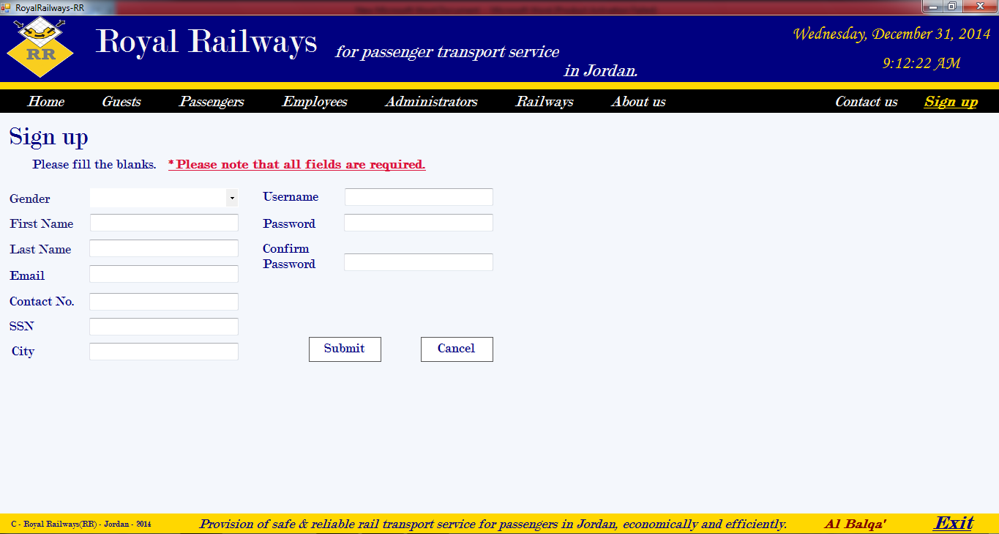 RoyalRailways-RR
RR
Royal Railways
for passenger transport service
in Jordan.
Wednesday, December 31, 2014
9:12:22 AM
Home Guests Passengers Employees Administrators Railways About us Contact us Sign up
Sign up
Please fill the blanks. *Please note that all fields are required.
Gender
First Name
Last Name
Email
Contact No.
SSN
City
Username
Password
Confirm
Password
Submit Cancel
C - Royal Railways(RR) - Jordan - 2014 Provision of safe & reliable rail transport service for passengers in Jordan, economically and efficiently. Al Balqa' Exit